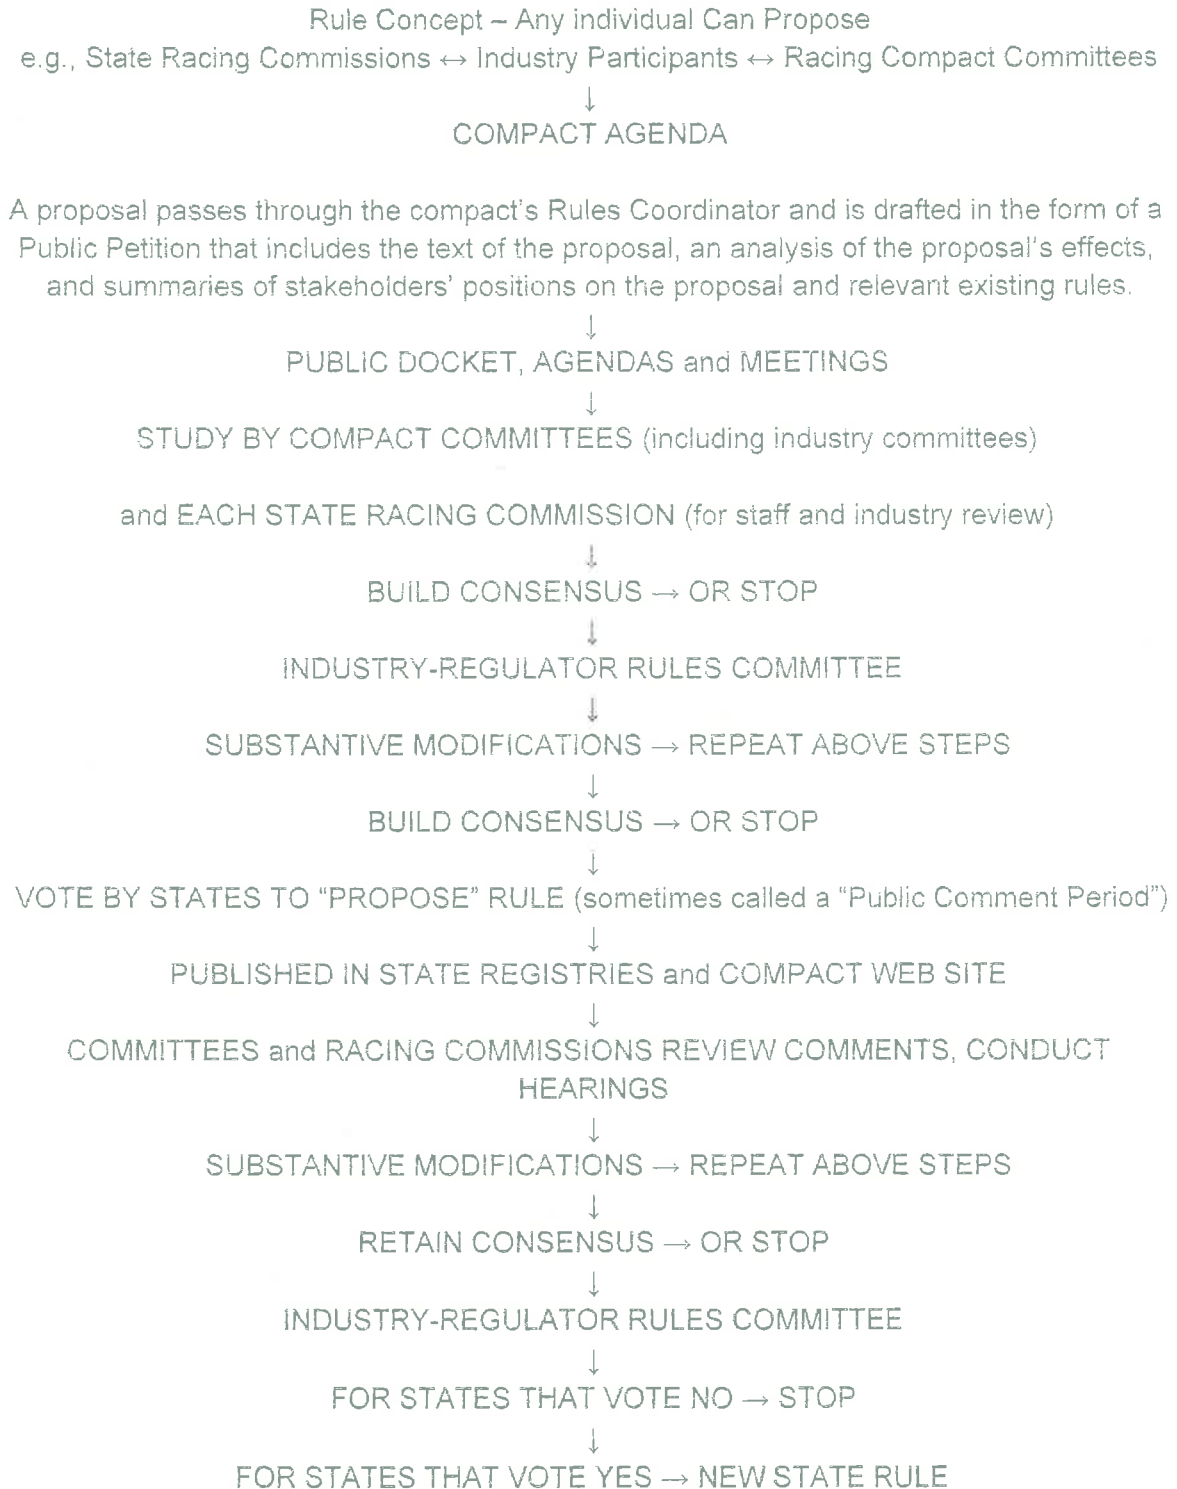 Rule Concept – Any individual Can Propose
e.g., State Racing Commissions ↔ Industry Participants ↔ Racing Compact Committees
↓
COMPACT AGENDA
A proposal passes through the compact's Rules Coordinator and is drafted in the form of a
Public Petition that includes the text of the proposal, an analysis of the proposal's effects,
and summaries of stakeholders' positions on the proposal and relevant existing rules.
↓
PUBLIC DOCKET, AGENDAS and MEETINGS
↓
STUDY BY COMPACT COMMITTEES (including industry committees)
and EACH STATE RACING COMMISSION (for staff and industry review)
↓
BUILD CONSENSUS → OR STOP
↓
INDUSTRY-REGULATOR RULES COMMITTEE
↓
SUBSTANTIVE MODIFICATIONS → REPEAT ABOVE STEPS
↓
BUILD CONSENSUS → OR STOP
↓
VOTE BY STATES TO “PROPOSE” RULE (sometimes called a “Public Comment Period”)
↓
PUBLISHED IN STATE REGISTRIES and COMPACT WEB SITE
↓
COMMITTEES and RACING COMMISSIONS REVIEW COMMENTS, CONDUCT
HEARINGS
↓
SUBSTANTIVE MODIFICATIONS → REPEAT ABOVE STEPS
↓
RETAIN CONSENSUS → OR STOP
↓
INDUSTRY-REGULATOR RULES COMMITTEE
↓
FOR STATES THAT VOTE NO → STOP
↓
FOR STATES THAT VOTE YES → NEW STATE RULE